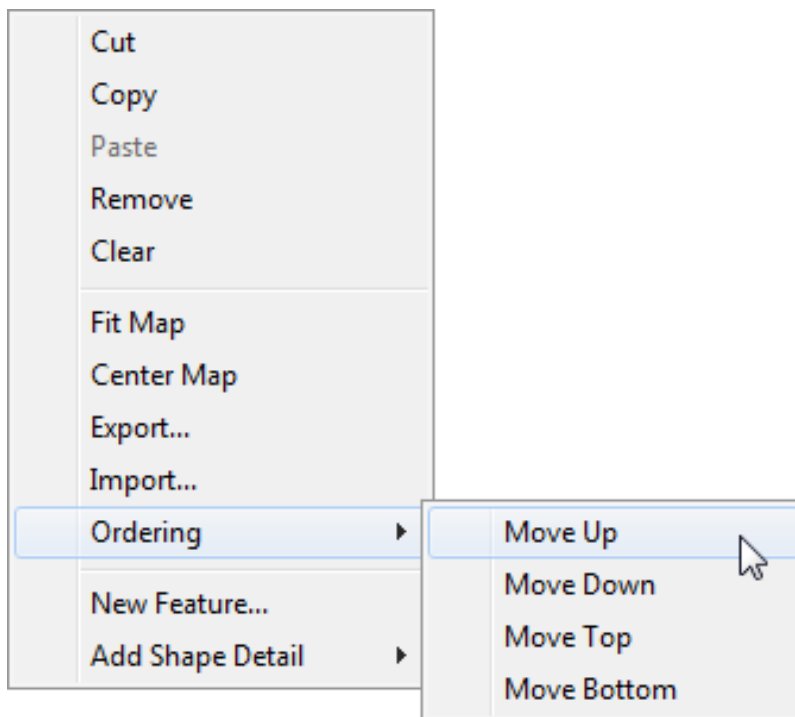 Cut
Copy
Paste
Remove
Clear
Fit Map
Center Map
Export...
Import...
Ordering
Move Up
Move Down
Move Top
Move Bottom
New Feature...
Add Shape Detail